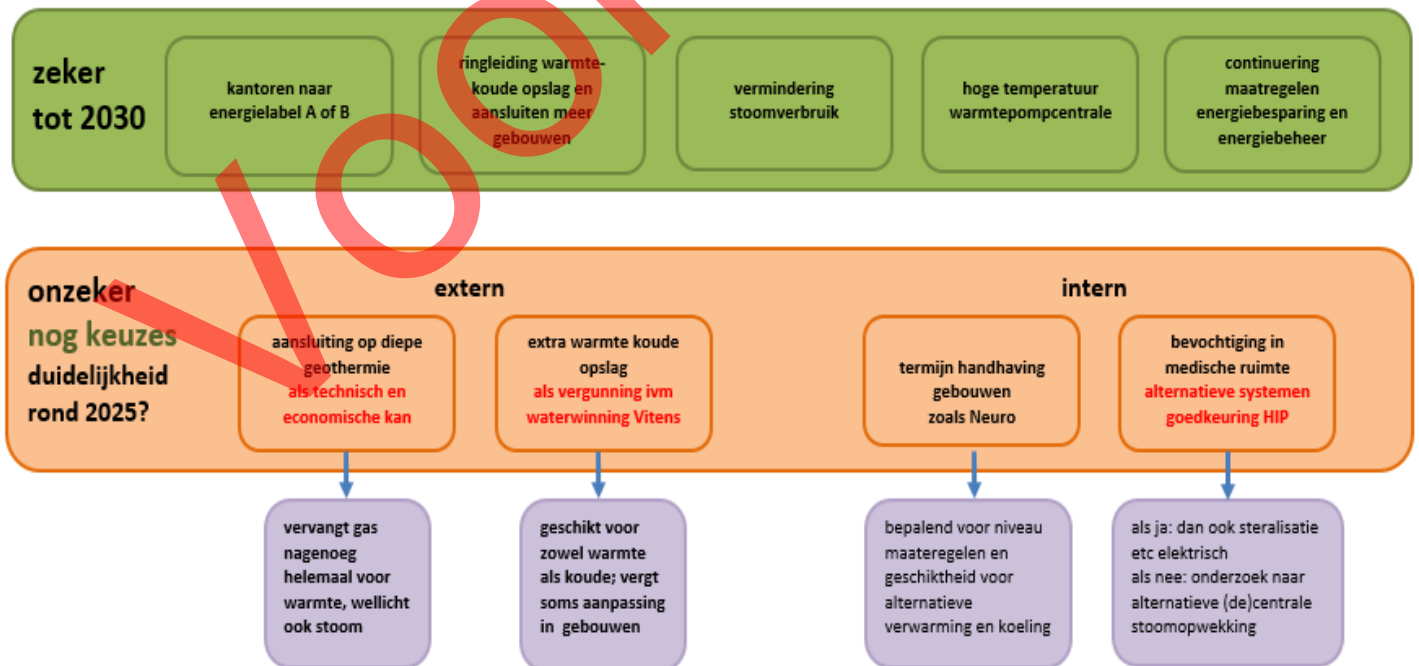 zeker
tot 2030
kantoren naar
energielabel A of B
ringleiding warmte-
koude opslag en
aansluiten meer
gebouwen
vermindering
stoomverbruik
hoge temperatuur
warmtepompcentrale
continuering
maatregelen
energiebesparing en
energiebeheer
onzeker
nog keuzes
duidelijkheid
rond 2025?
extern
intern
aansluiting op diepe
geothermie
als technisch en
economische kan
extra warmte koude
opslag
als vergunning ivm
waterwinning Vitens
termijn handhaving
gebouwen
zoals Neuro
bevochtiging in
medische ruimte
alternatieve systemen
goedkeuring HIP
vervangt gas
nagenoeg
helemaal voor
warmte, wellicht
ook stoom
geschikt voor
zowel warmte
als koude; vergt
soms aanpassing
in gebouwen
bepalend voor niveau
maateregelen en
geschiktheid voor
alternatieve
verwarming en koeling
als ja: dan ook steralisatie
etc elektrisch
als nee: onderzoek naar
alternatieve (de)centrale
stoomopwekking